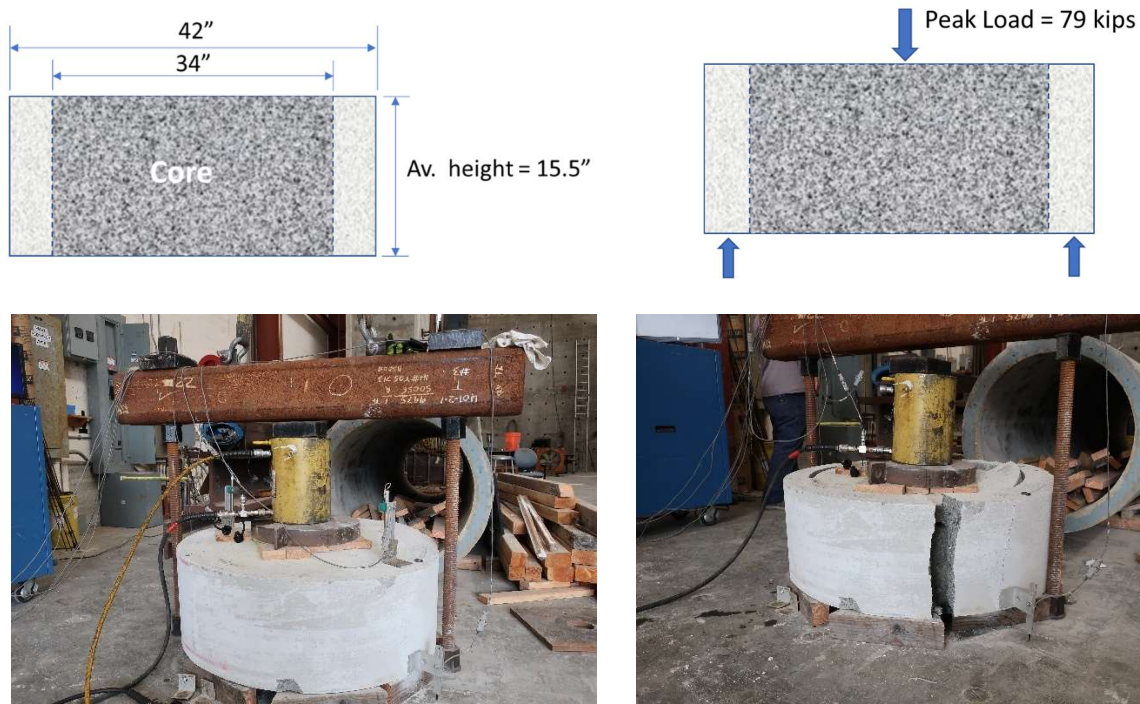 42”
34”
Core
Av. height = 15.5”
Peak Load = 79 kips